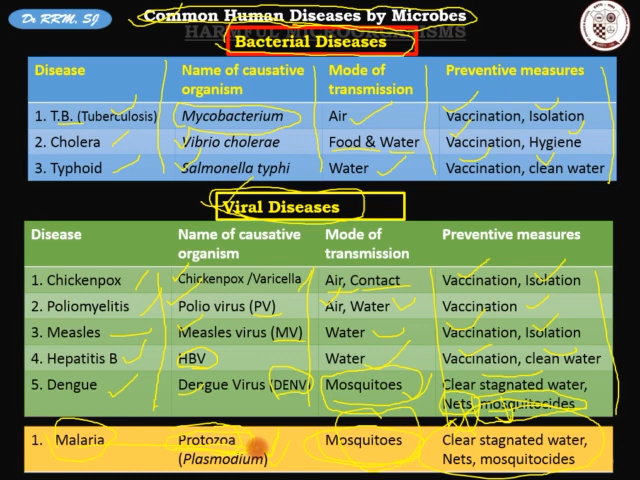 Dr RRM. SJ
Common Human Diseases by Microbes
HARMFUL MICROORGANISMS
Bacterial Diseases
Disease Name of causative organism Mode of transmission Preventive measures
1. T.B. (Tuberculosis) Mycobacterium Air Vaccination, Isolation
2. Cholera Vibrio cholerae Food & Water Vaccination, Hygiene
3. Typhoid Salmonella typhi Water Vaccination, clean water
Viral Diseases
Disease Name of causative organism Mode of transmission Preventive measures
1. Chickenpox Chickenpox /Varicella Air, Contact Vaccination, Isolation
2. Poliomyelitis Polio virus (PV) Air, Water Vaccination
3. Measles Measles virus (MV) Water Vaccination, Isolation
4. Hepatitis B HBV Water Vaccination, clean water
5. Dengue Dengue Virus (DENV) Mosquitoes Clear stagnated water,
Nets, mosquitocides
1. Malaria Protozoa Mosquitoes Clear stagnated water,
(Plasmodium) Nets, mosquitocides